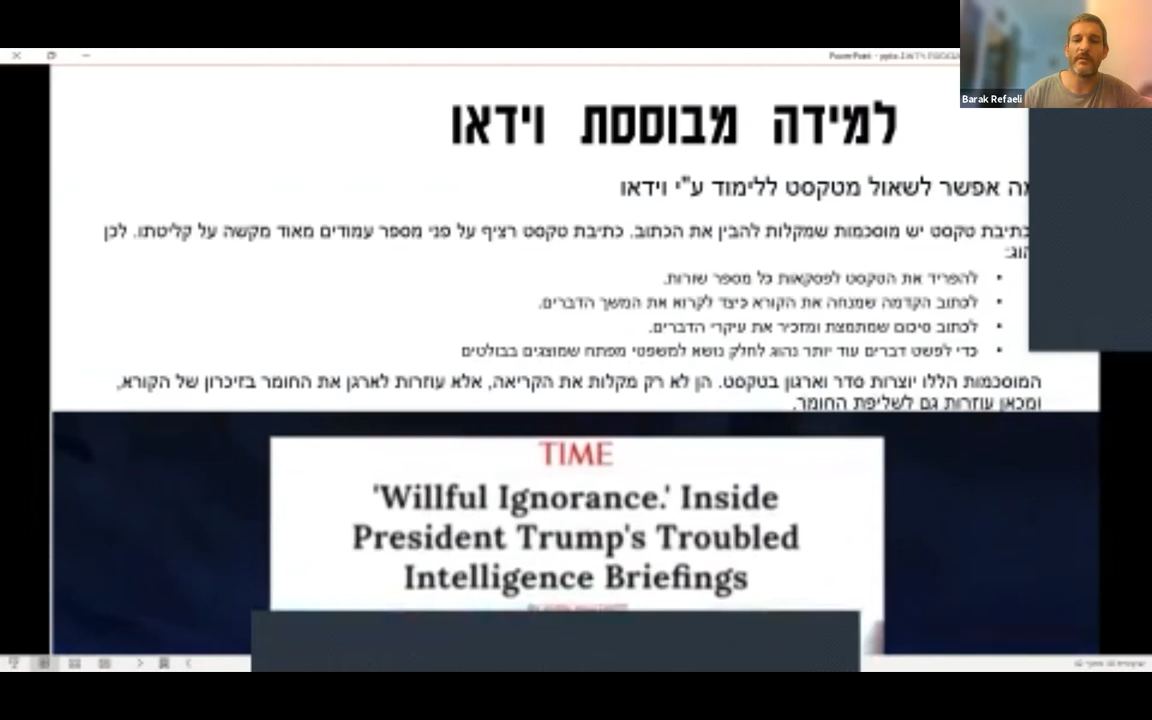 PowerPoint
Barak Refaeli
למידה מבוססת וידאו
מה אפשר לשאול מטקסט ללימוד ע"י וידאו
כתיבת טקסט יש מוסכמות שמקלות להבין את הכתוב. כתיבת טקסט רציף על פני מספר עמודים מאוד מקשה על קליטתו. לכן
• להפריד את הטקסט לפסקאות כל מספר שורות.
• לכתוב הקדמה שמנחה את הקורא כיצד לקרוא את המשך הדברים.
• לכתוב סיכום שמתמצת ומזכיר את עיקרי הדברים.
• כדי לפשט דברים עוד יותר נהוג לחלק נושא למשפטי מפתח שמוצגים בבולטים
המוסכמות הללו יוצרות סדר וארגון בטקסט. הן לא רק מקלות את הקריאה, אלא עוזרות לארגן את החומר בזיכרון של הקורא,
ומכאן עוזרות גם לשליפת החומר.
TIME
'Willful Ignorance.' Inside
President Trump's Troubled
Intelligence Briefings